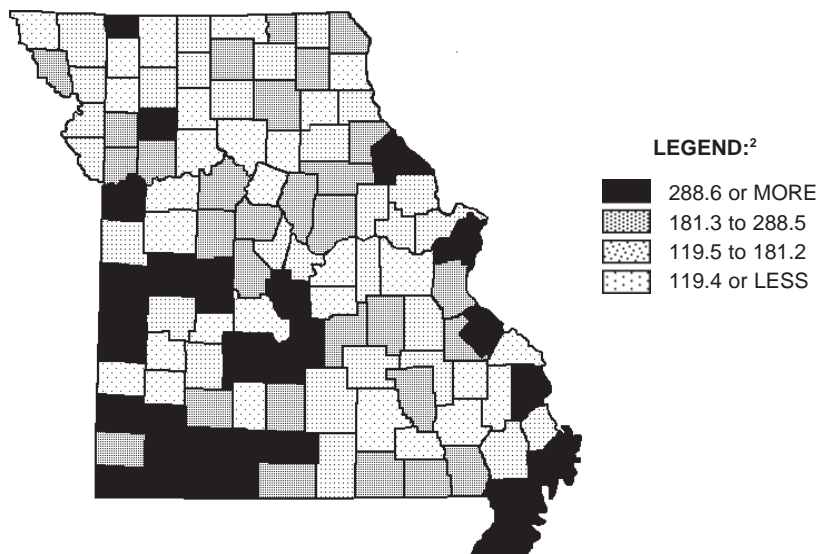 LEGEND:²
288.6 or MORE
181.3 to 288.5
119.5 to 181.2
119.4 or LESS